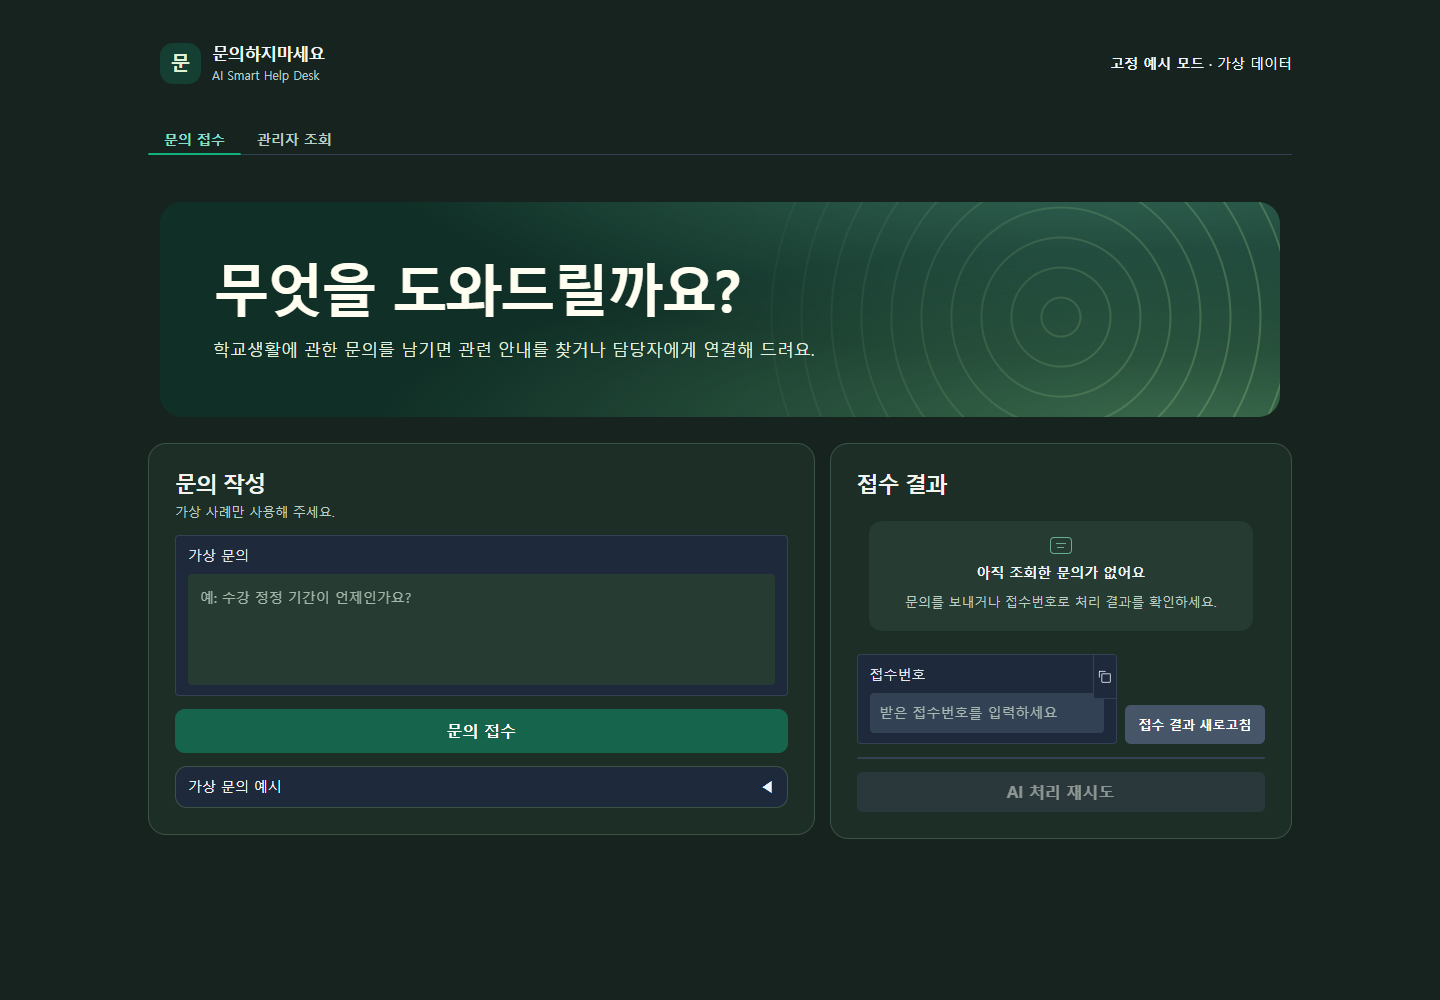 문
문의하지마세요
AI Smart Help Desk
고정 예시 모드 · 가상 데이터
문의 접수
관리자 조회
무엇을 도와드릴까요?
학교생활에 관한 문의를 남기면 관련 안내를 찾거나 담당자에게 연결해 드려요.
문의 작성
가상 사례만 사용해 주세요.
가상 문의
예: 수강 정정 기간이 언제인가요?
문의 접수
가상 문의 예시
접수 결과
아직 조회한 문의가 없어요
문의를 보내거나 접수번호로 처리 결과를 확인하세요.
접수번호
받은 접수번호를 입력하세요
접수 결과 새로고침
AI 처리 재시도